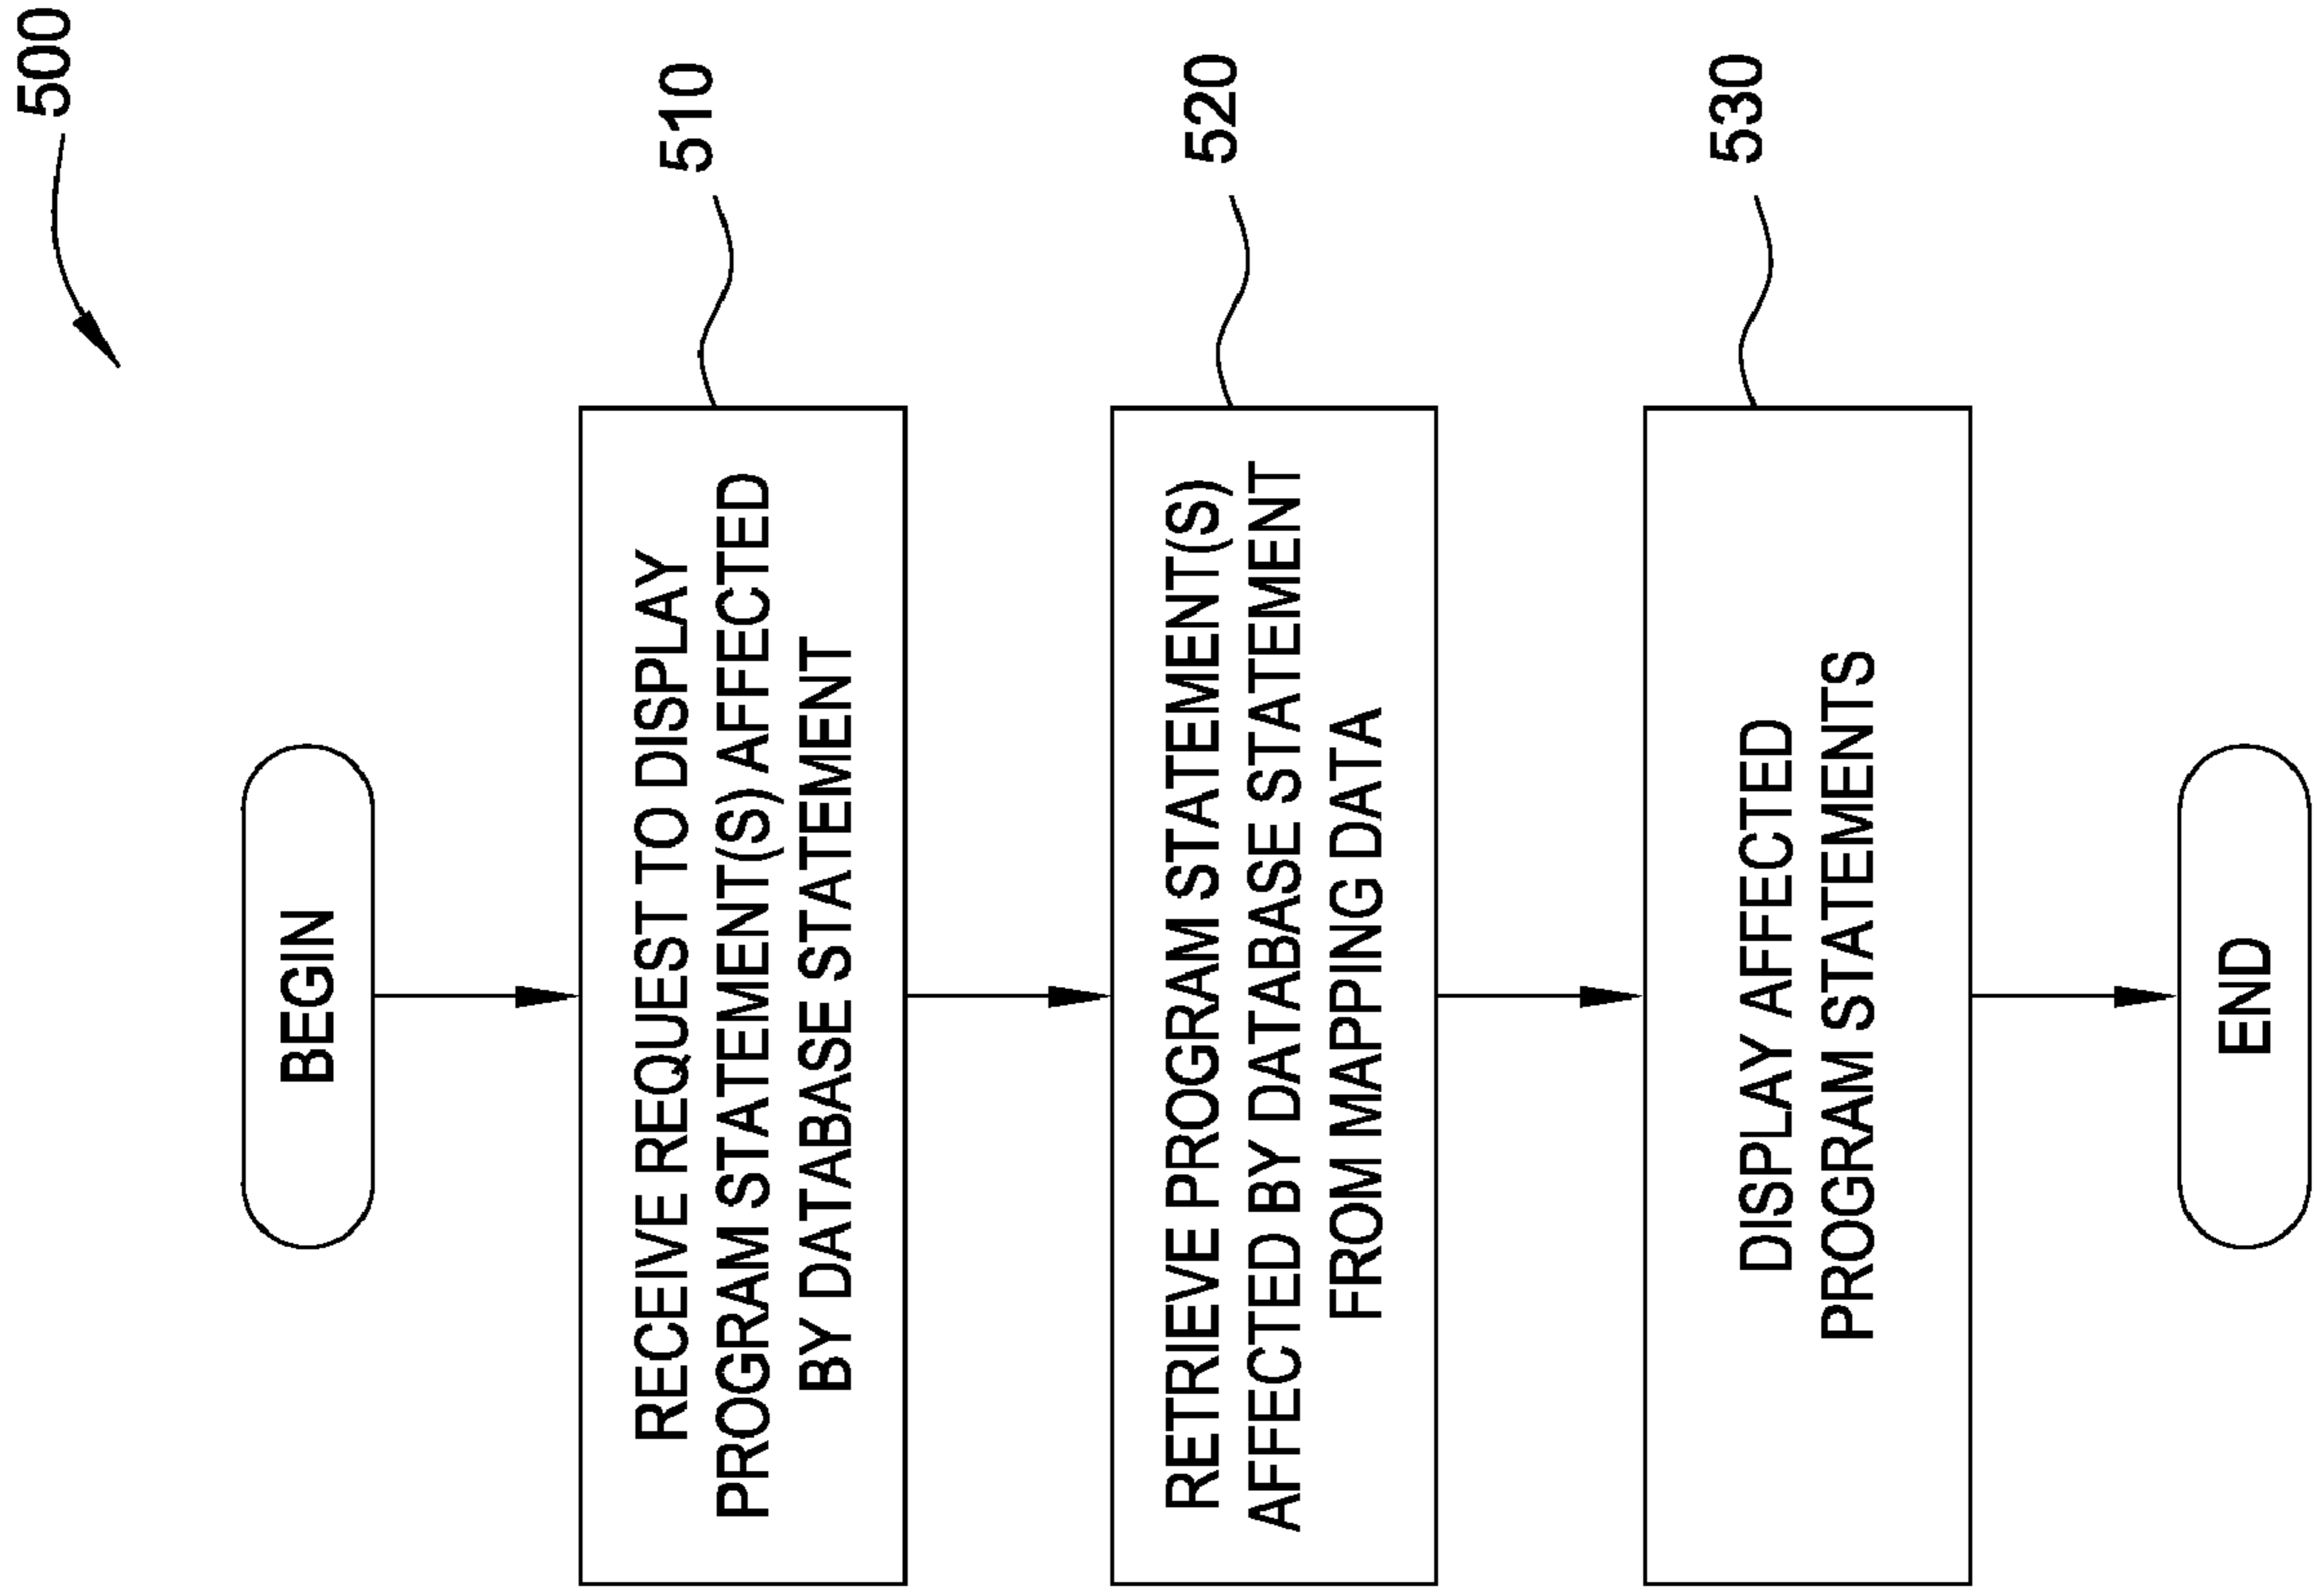 500
BEGIN
510
RECEIVE REQUEST TO DISPLAY
PROGRAM STATEMENT(S) AFFECTED
BY DATABASE STATEMENT
520
RETRIEVE PROGRAM STATEMENT(S)
AFFECTED BY DATABASE STATEMENT
FROM MAPPING DATA
530
DISPLAY AFFECTED
PROGRAM STATEMENTS
END